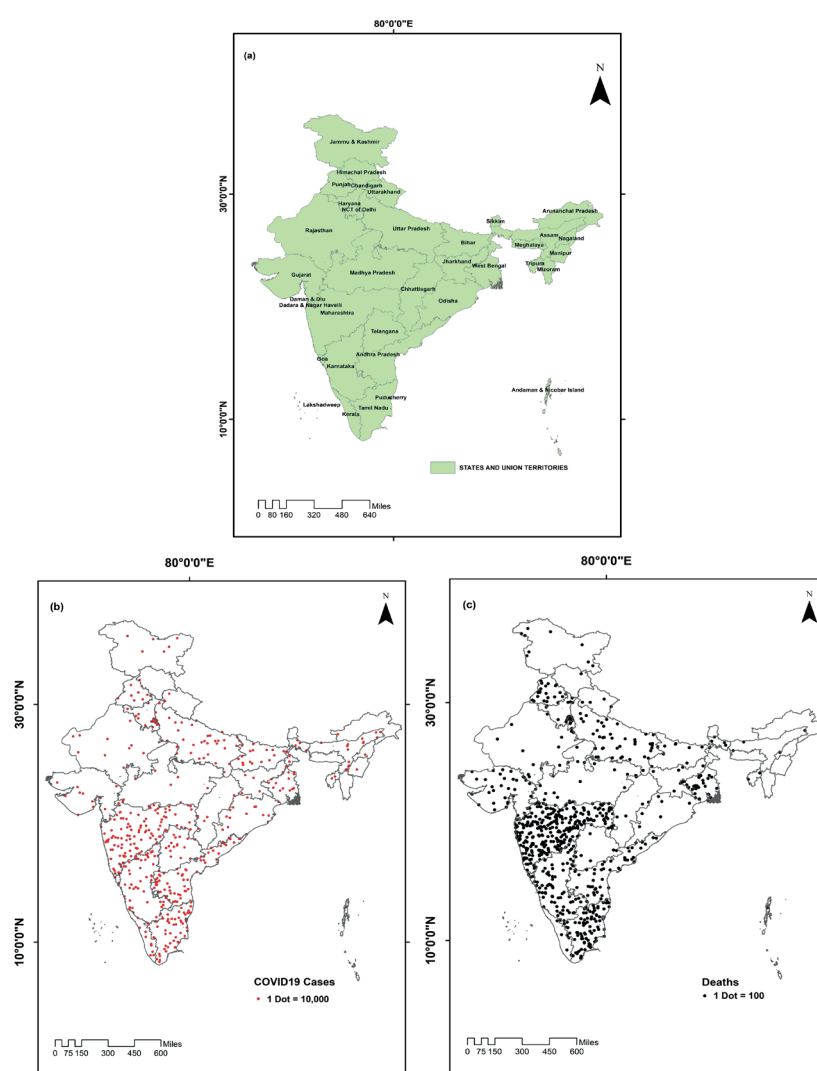 80°0'0"E
(a)
N
Jammu & Kashmir
Himachal Pradesh
Punjab Chandigarh
Uttarakhand
30°0'0"N
Haryana
NCT of Delhi
Arunanchal Pradesh
Sikkim
Rajasthan
Uttar Pradesh
Assam
Nagaland
Bihar
Meghalaya
Manipur
Jharkhand
West Bengal
Tripura
Mizoram
Gujarat
Madhya Pradesh
Chhattisgarh
Odisha
Daman & Diu
Dadara & Nagar Havelli
Maharashtra
Telangana
Goa
Andhra Pradesh
Karnataka
Andaman & Nicobar Island
Puducherry
Lakshadweep
Tamil Nadu
Kerala
10°0'0"N
STATES AND UNION TERRITORIES
Miles
0 80 160 320 480 640
80°0'0"E
(b)
N
30°0'0"N
10°0'0"N
COVID19 Cases
1 Dot = 10,000
Miles
0 75 150 300 450 600
80°0'0"E
(c)
N
30°0'0"N
10°0'0"N
Deaths
1 Dot = 100
Miles
0 75 150 300 450 600